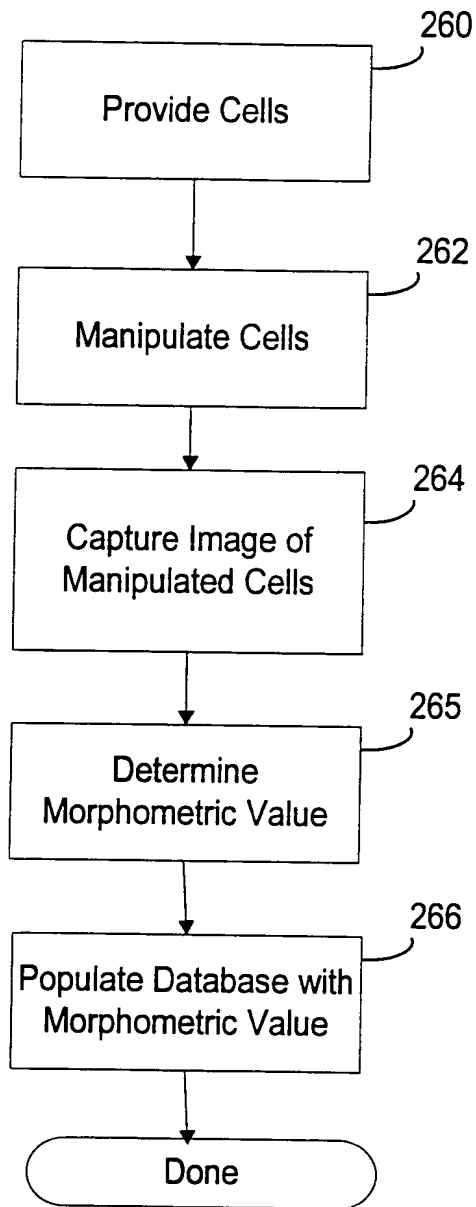 260
Provide Cells
262
Manipulate Cells
264
Capture Image of
Manipulated Cells
265
Determine
Morphometric Value
266
Populate Database with
Morphometric Value
Done